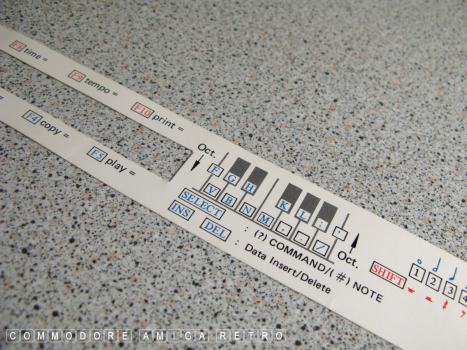 F8 time =
F9 tempo =
F10 print =
F4 copy =
F5 play =
Oct.
F G H K L ; '
V B N M , . /
Oct.
SELECT : (?) COMMAND/(#) NOTE
INS DEL : Data Insert/Delete
SHIFT 1 2 3
COMMODORE AMIGA RETRO